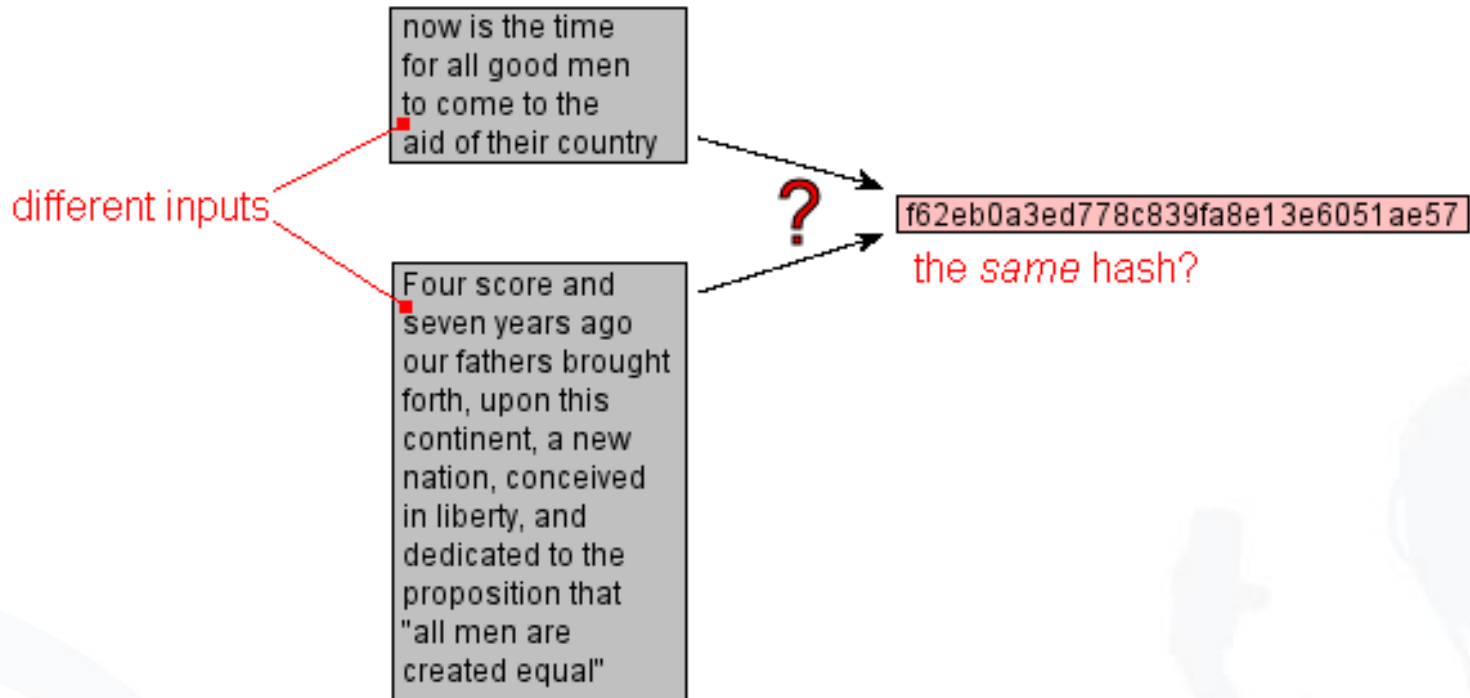 now is the time
for all good men
to come to the
aid of their country
different inputs
?
f62eb0a3ed778c839fa8e13e6051ae57
the same hash?
Four score and
seven years ago
our fathers brought
forth, upon this
continent, a new
nation, conceived
in liberty, and
dedicated to the
proposition that
"all men are
created equal"